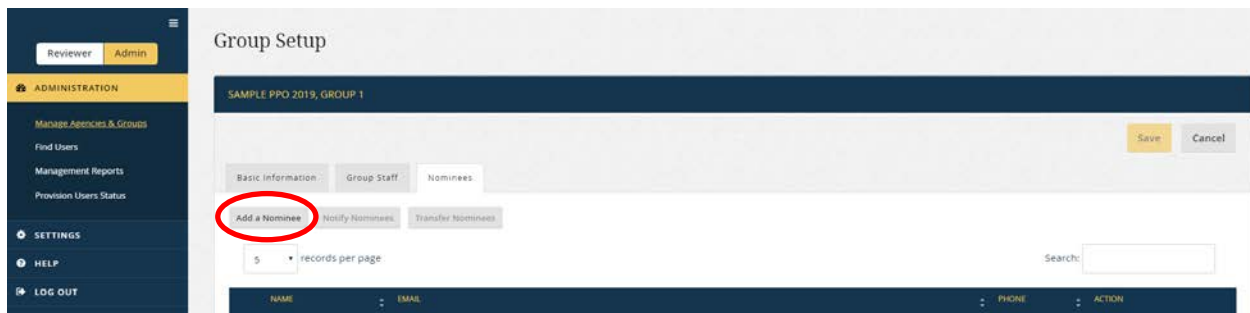 Reviewer Admin
ADMINISTRATION
Manage Agencies & Groups
Find Users
Management Reports
Provision Users Status
SETTINGS
HELP
LOG OUT
Group Setup
SAMPLE PPO 2019, GROUP 1
Save Cancel
Basic Information Group Staff Nominees
Add a Nominee Notify Nominees Transfer Nominees
5 records per page Search:
NAME EMAIL PHONE ACTION